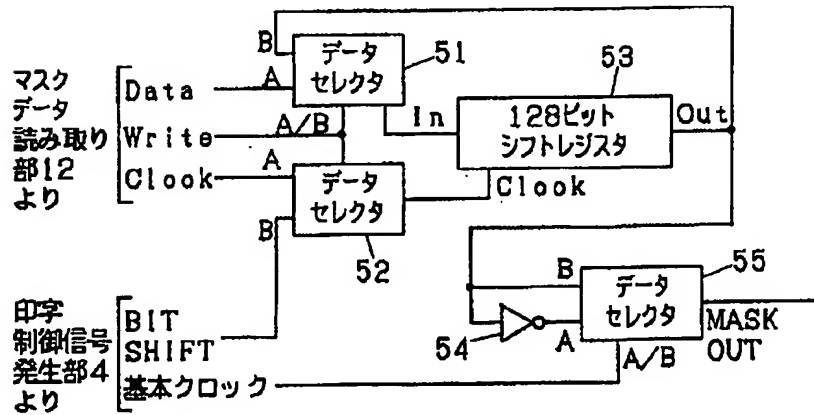 B
データ
セレクタ
51
53
マスク
データ
読み取り
部12
より
Data
A
Write
A/B
In
128ビット
シフトレジスタ
Out
Clook
A
データ
セレクタ
Clook
B
52
55
B
データ
セレクタ
54
A
MASK
OUT
A/B
印字
制御信号
発生部4
より
BIT
SHIFT
基本クロック